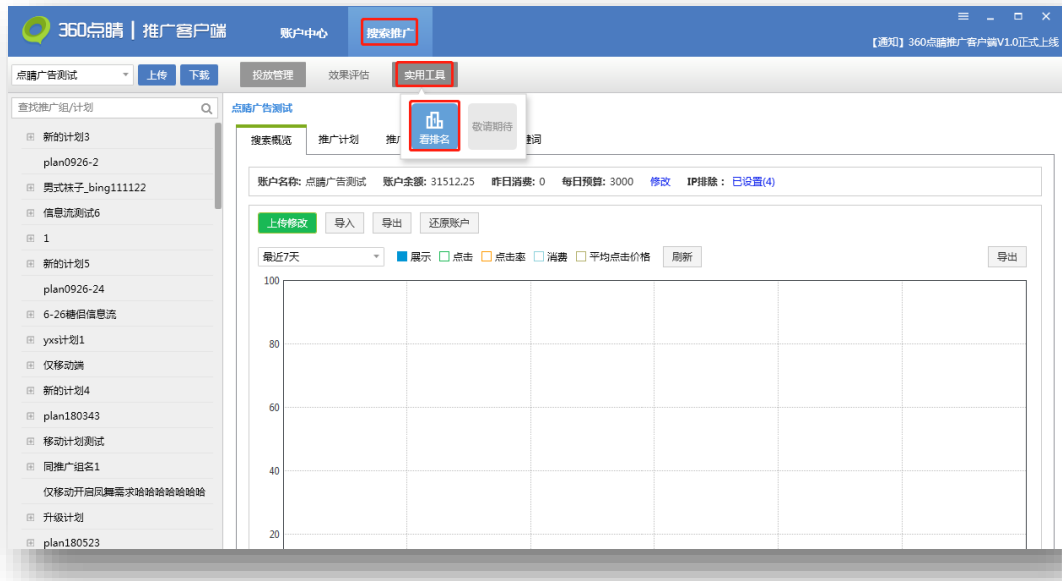 360点睛 | 推广客户端
账户中心
搜索推广
【通知】360点睛推广客户端V1.0正式上线
点睛广告测试
上传
下载
投放管理
效果评估
实用工具
查找推广组/计划
点睛广告测试
看排名
敬请期待
新的计划3
plan0926-2
男式袜子_bing111122
信息流测试6
1
新的计划5
plan0926-24
6-26糖侣信息流
yxs计划1
仅移动端
新的计划4
plan180343
移动计划测试
同推广组名1
仅移动开启凤舞需求哈哈哈哈哈哈哈
升级计划
plan180523
搜索概览
推广计划
推
键词
账户名称: 点睛广告测试 账户余额: 31512.25 昨日消费: 0 每日预算: 3000 修改 IP排除： 已设置(4)
上传修改
导入
导出
还原账户
最近7天
展示 点击 点击率 消费 平均点击价格
刷新
导出
100
80
60
40
20